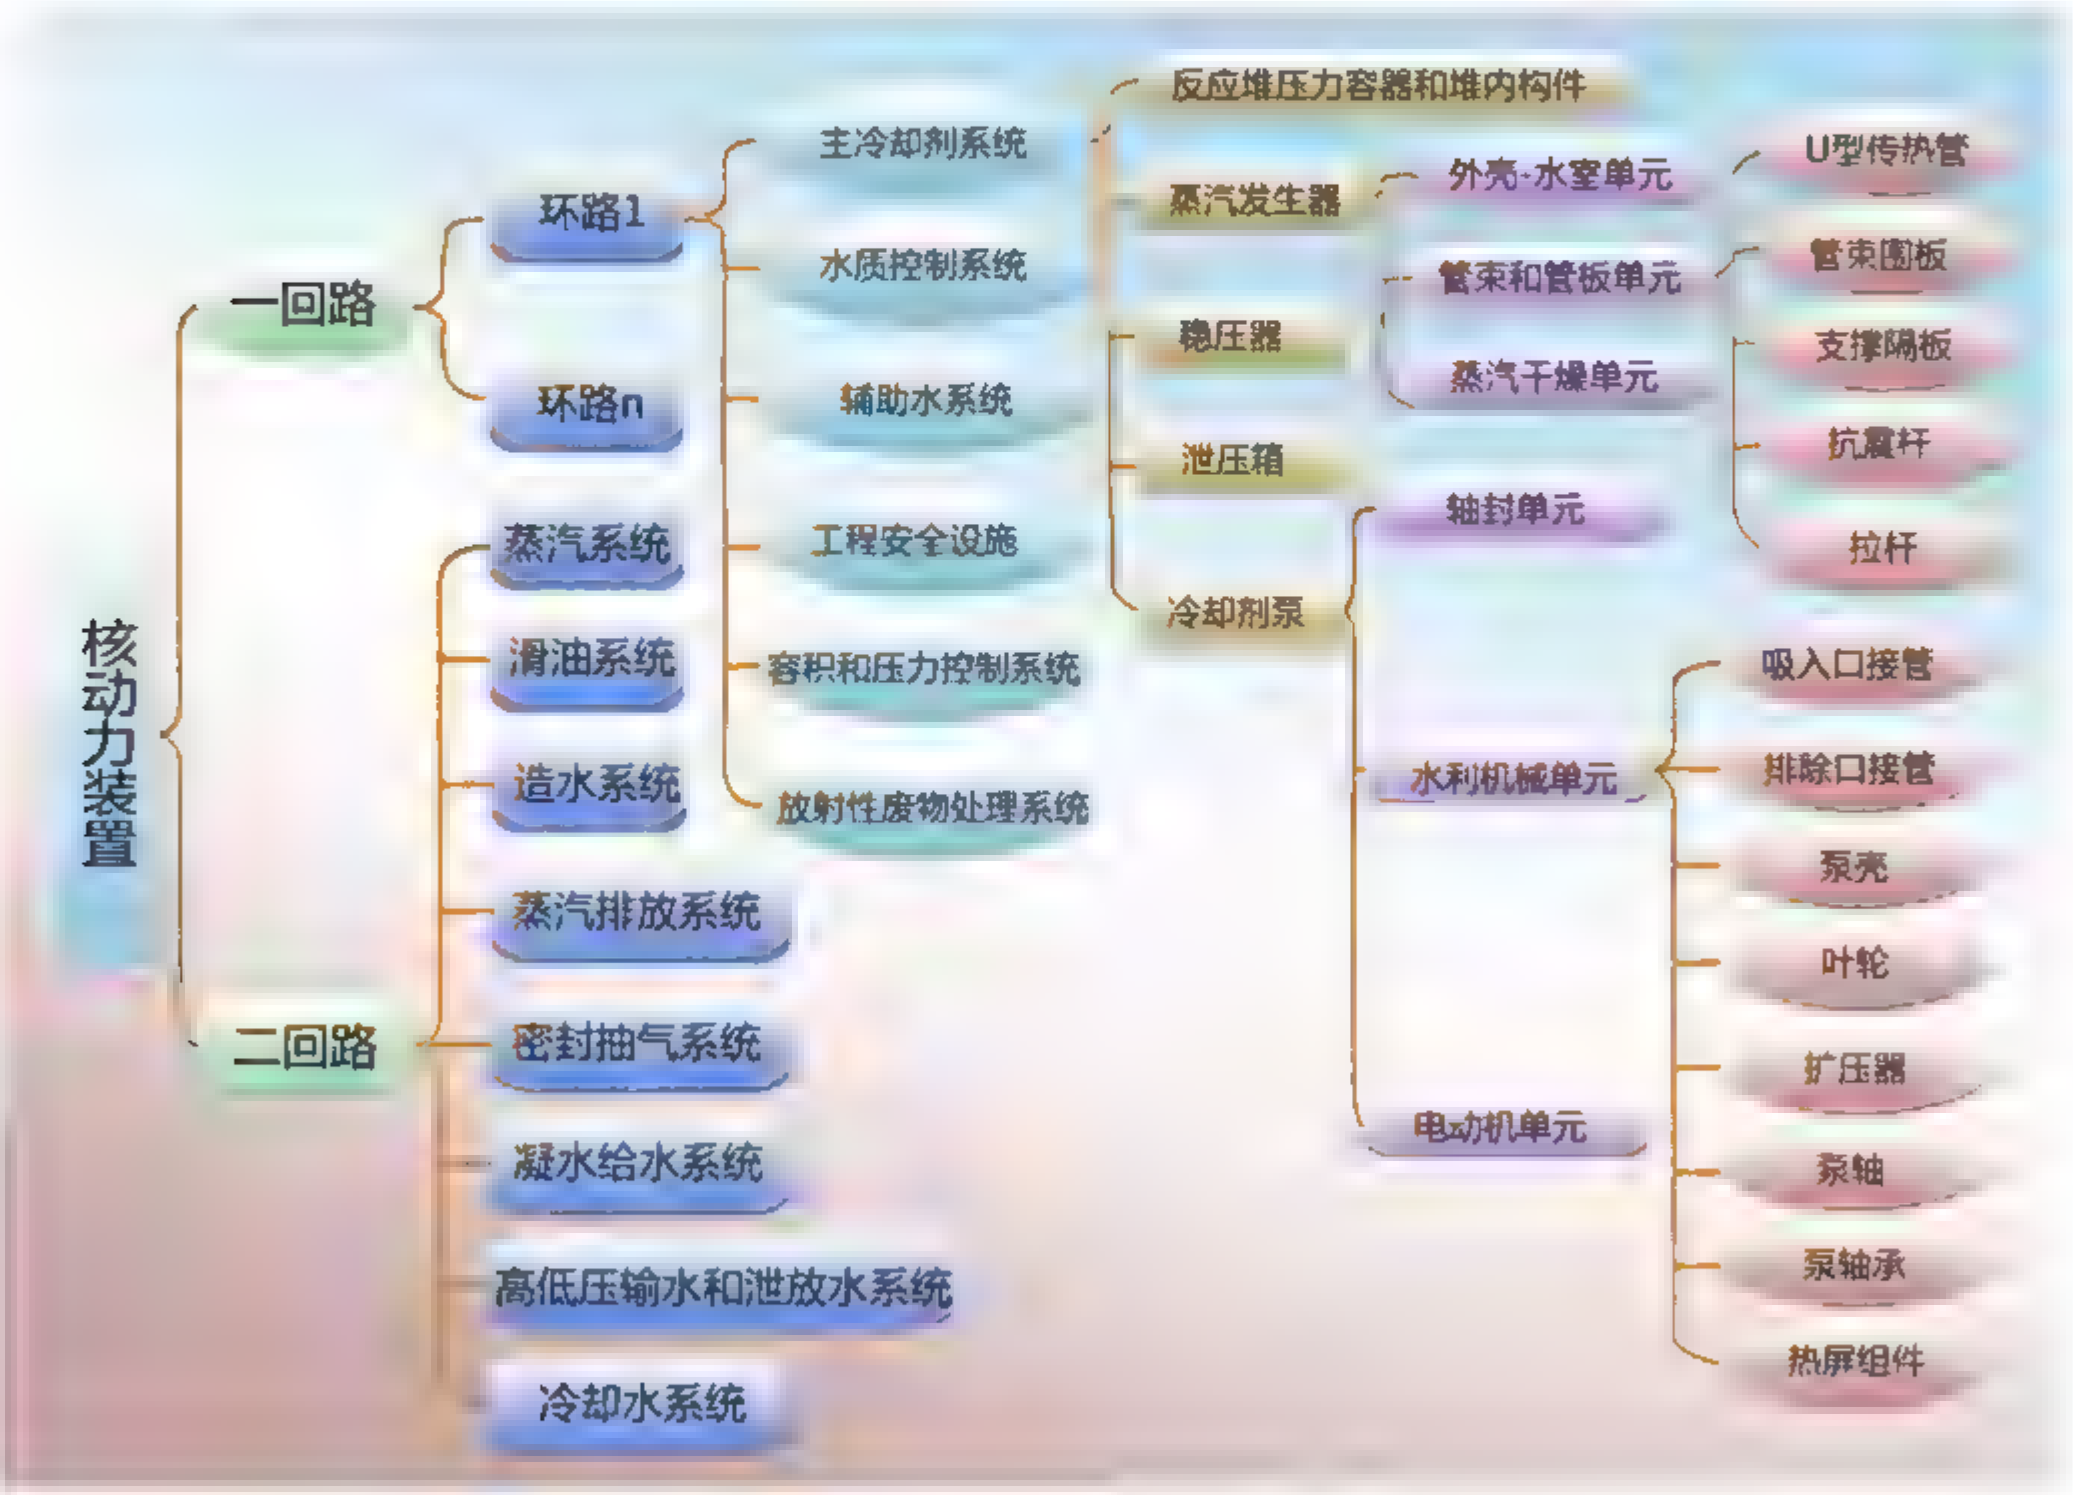 核动力装置
一回路
二回路
环路1
环路n
蒸汽系统
滑油系统
造水系统
蒸汽排放系统
密封抽气系统
凝水给水系统
高低压输水和泄放水系统
冷却水系统
主冷却剂系统
水质控制系统
辅助水系统
工程安全设施
容积和压力控制系统
放射性废物处理系统
反应堆压力容器和堆内构件
蒸汽发生器
稳压器
泄压箱
冷却剂泵
外壳-水室单元
管束和管板单元
蒸汽干燥单元
轴封单元
水利机械单元
电动机单元
U型传热管
管束围板
支撑隔板
抗震杆
拉杆
吸入口接管
排除口接管
泵壳
叶轮
扩压器
泵轴
泵轴承
热屏组件